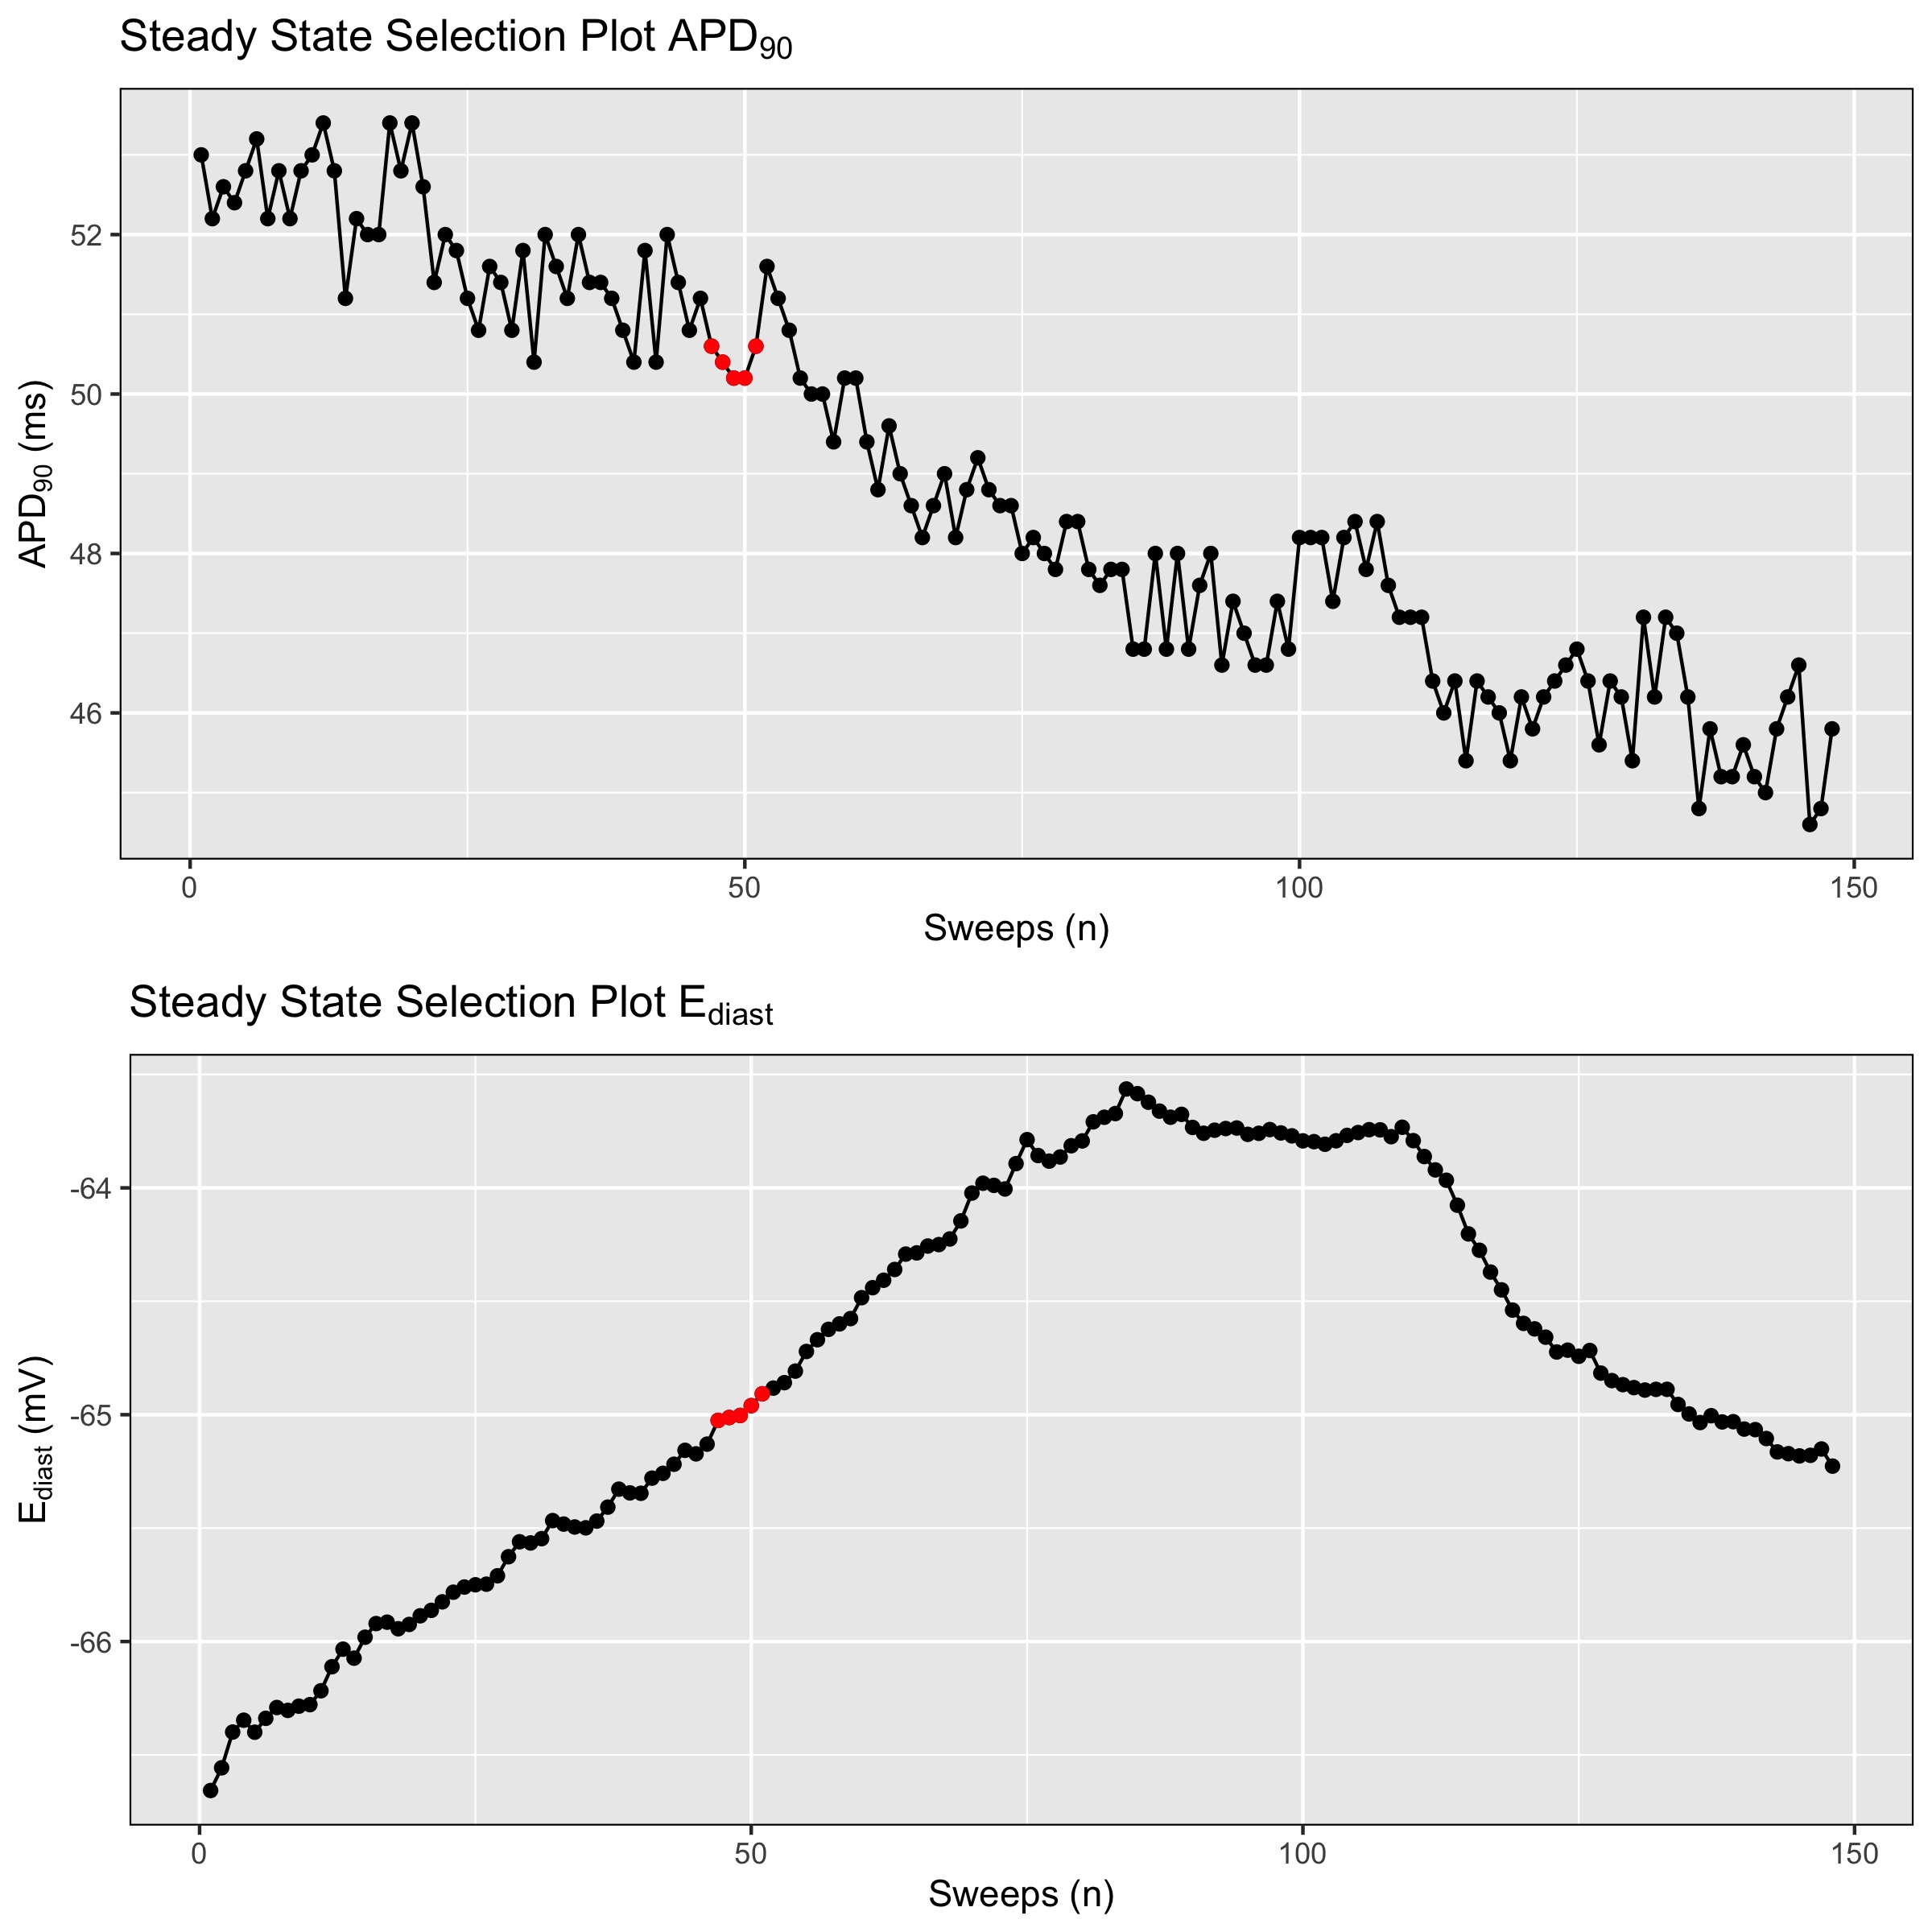 Steady State Selection Plot APD90
52
50
48
46
APD90 (ms)
0 50 100 150
Sweeps (n)
Steady State Selection Plot Ediast
-64
-65
-66
Ediast (mV)
0 50 100 150
Sweeps (n)